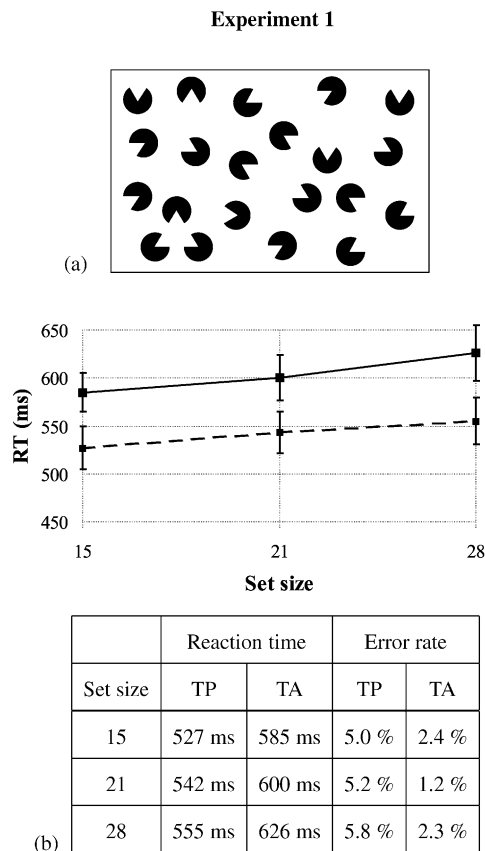 Experiment 1
(a)
650
600
550
500
450
RT (ms)
15 21 28
Set size
Reaction time Error rate
Set size TP TA TP TA
15 527 ms 585 ms 5.0 % 2.4 %
21 542 ms 600 ms 5.2 % 1.2 %
28 555 ms 626 ms 5.8 % 2.3 %
(b)